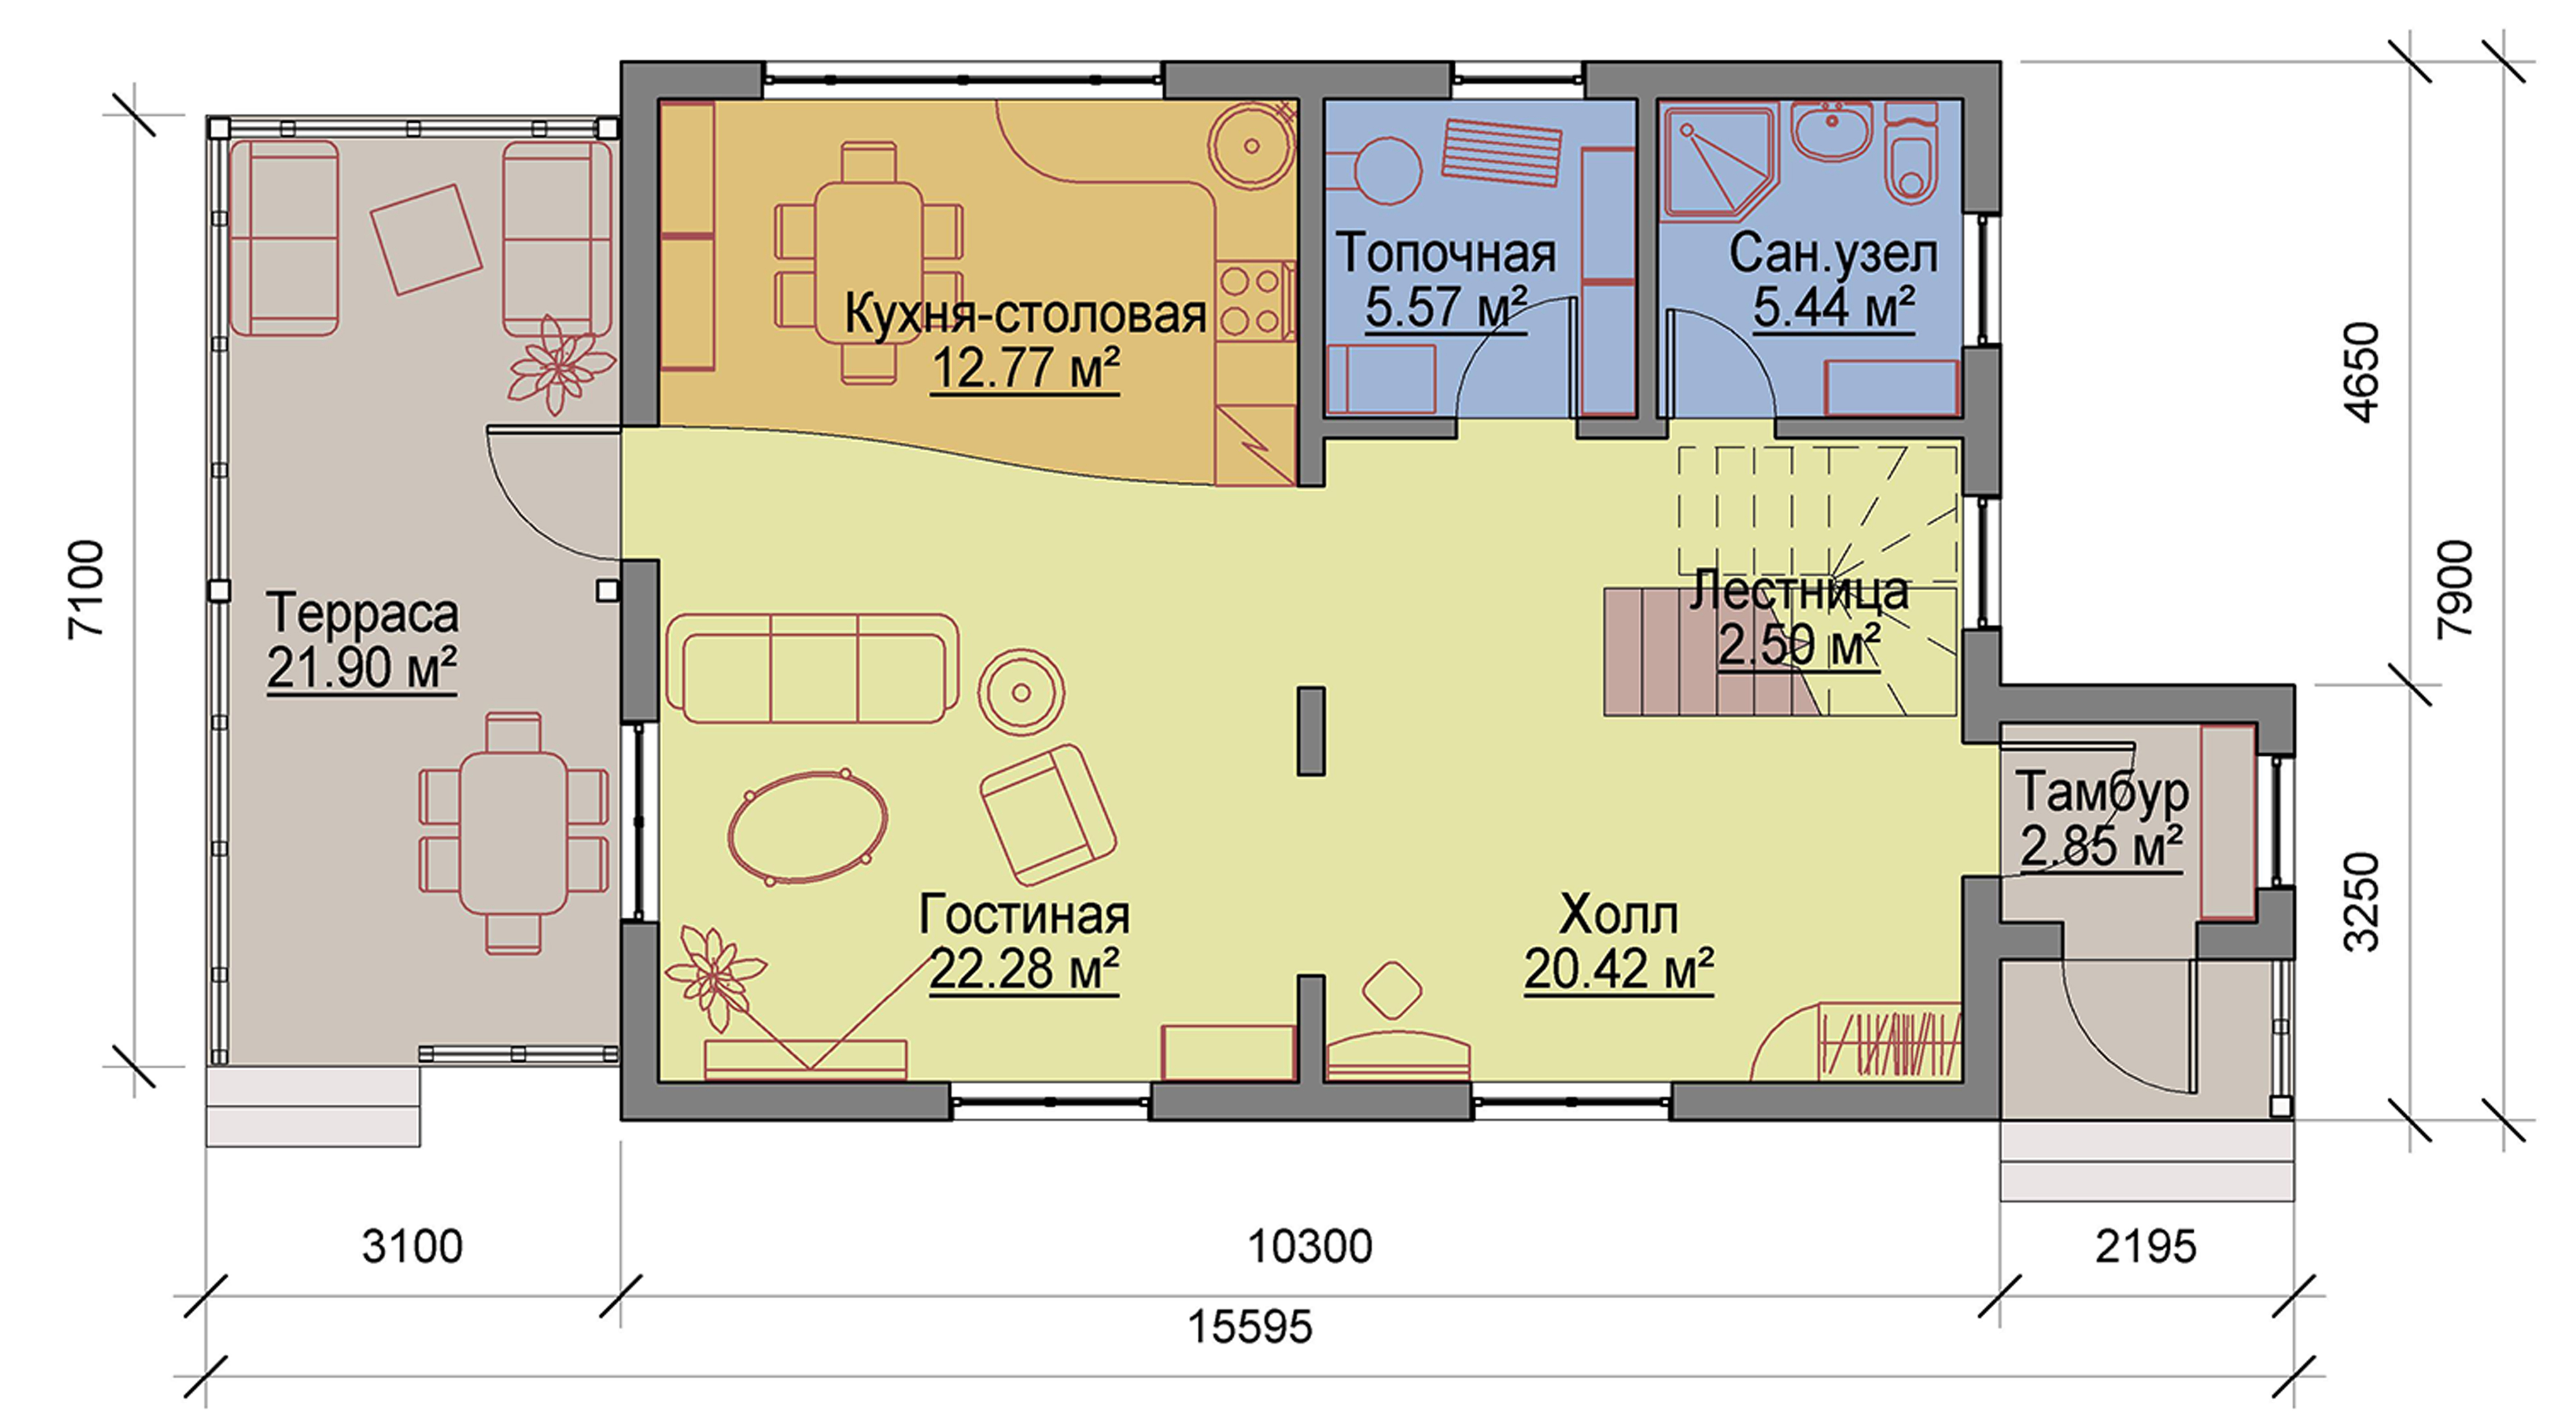 Кухня-столовая
12.77 м²
Топочная
5.57 м²
Сан.узел
5.44 м²
4650
7900
7100
Терраса
21.90 м²
Лестница
2.50 м²
Тамбур
2.85 м²
Гостиная
22.28 м²
Холл
20.42 м²
3250
3100
10300
2195
15595